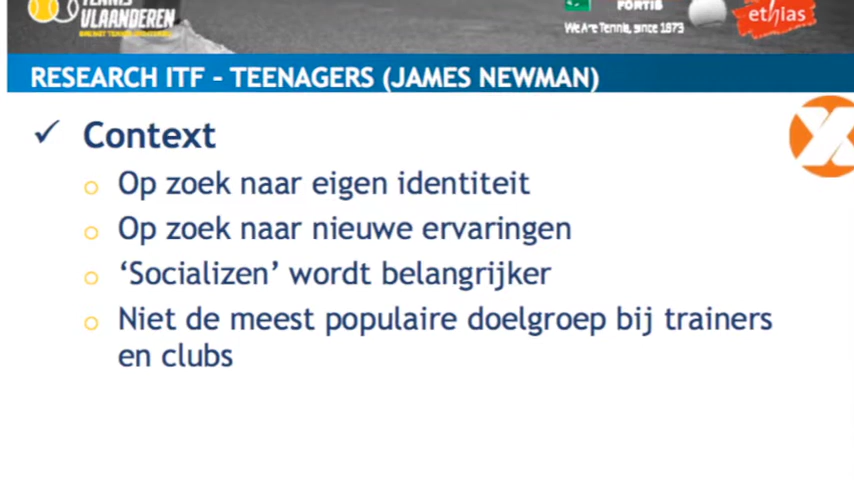 TENNIS
VLAANDEREN
FORTIS
We Are Tennis, since 1973
ethias
RESEARCH ITF - TEENAGERS (JAMES NEWMAN)
✓ Context
o Op zoek naar eigen identiteit
o Op zoek naar nieuwe ervaringen
o ‘Socializen’ wordt belangrijker
o Niet de meest populaire doelgroep bij trainers
en clubs